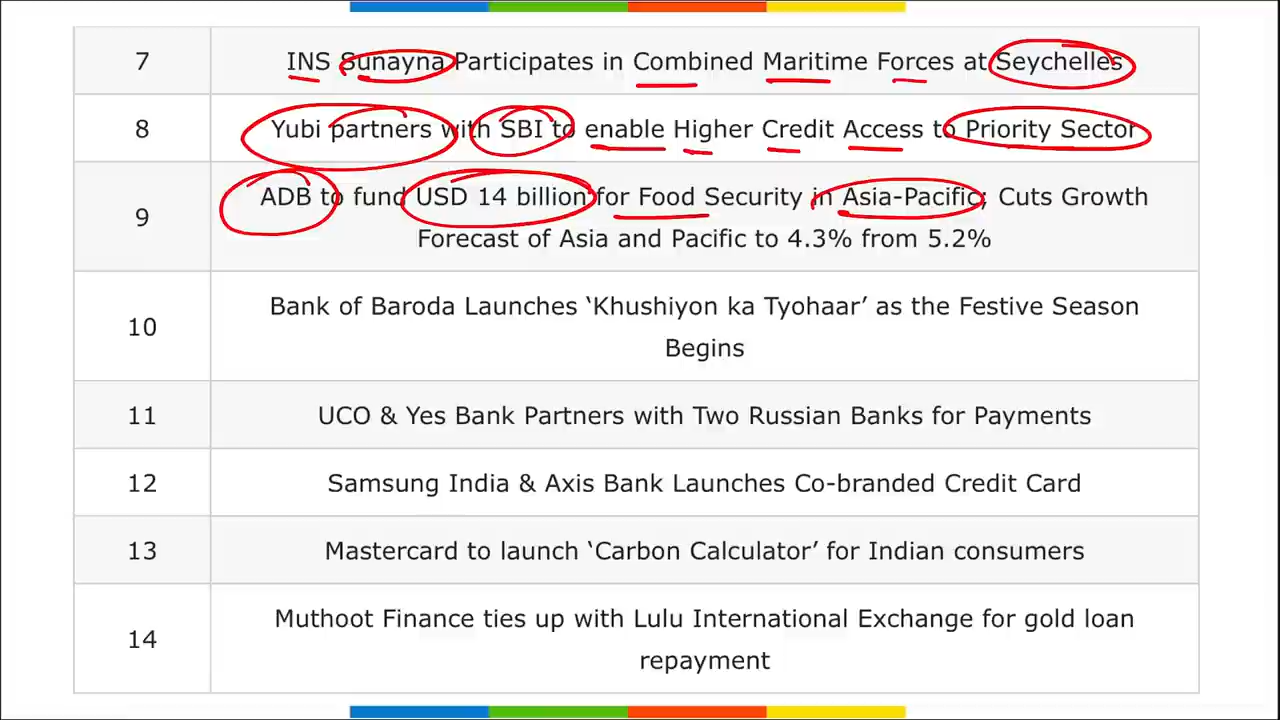 7
INS Sunayna Participates in Combined Maritime Forces at Seychelles
8
Yubi partners with SBI to enable Higher Credit Access to Priority Sector
9
ADB to fund USD 14 billion for Food Security in Asia-Pacific; Cuts Growth
Forecast of Asia and Pacific to 4.3% from 5.2%
10
Bank of Baroda Launches ‘Khushiyon ka Tyohaar’ as the Festive Season
Begins
11
UCO & Yes Bank Partners with Two Russian Banks for Payments
12
Samsung India & Axis Bank Launches Co-branded Credit Card
13
Mastercard to launch ‘Carbon Calculator’ for Indian consumers
14
Muthoot Finance ties up with Lulu International Exchange for gold loan
repayment